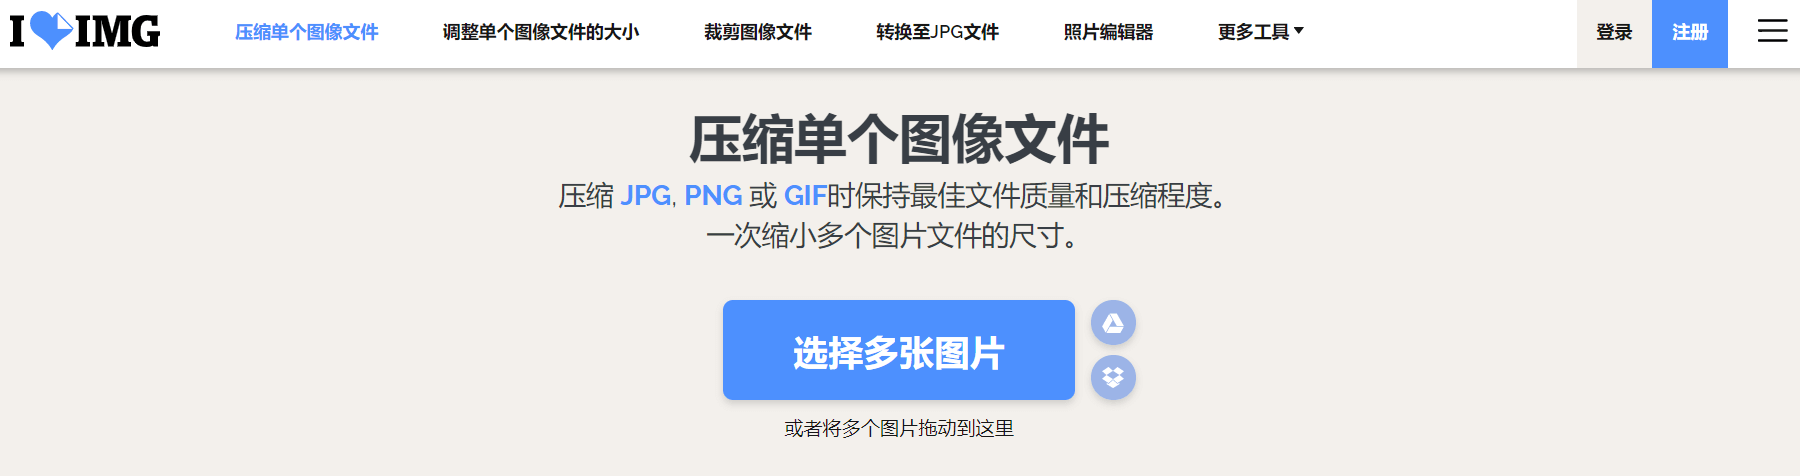 I IMG
压缩单个图像文件
调整单个图像文件的大小
裁剪图像文件
转换至JPG文件
照片编辑器
更多工具
登录
注册
压缩单个图像文件
压缩 JPG, PNG 或 GIF时保持最佳文件质量和压缩程度。
一次缩小多个图片文件的尺寸。
选择多张图片
或者将多个图片拖动到这里